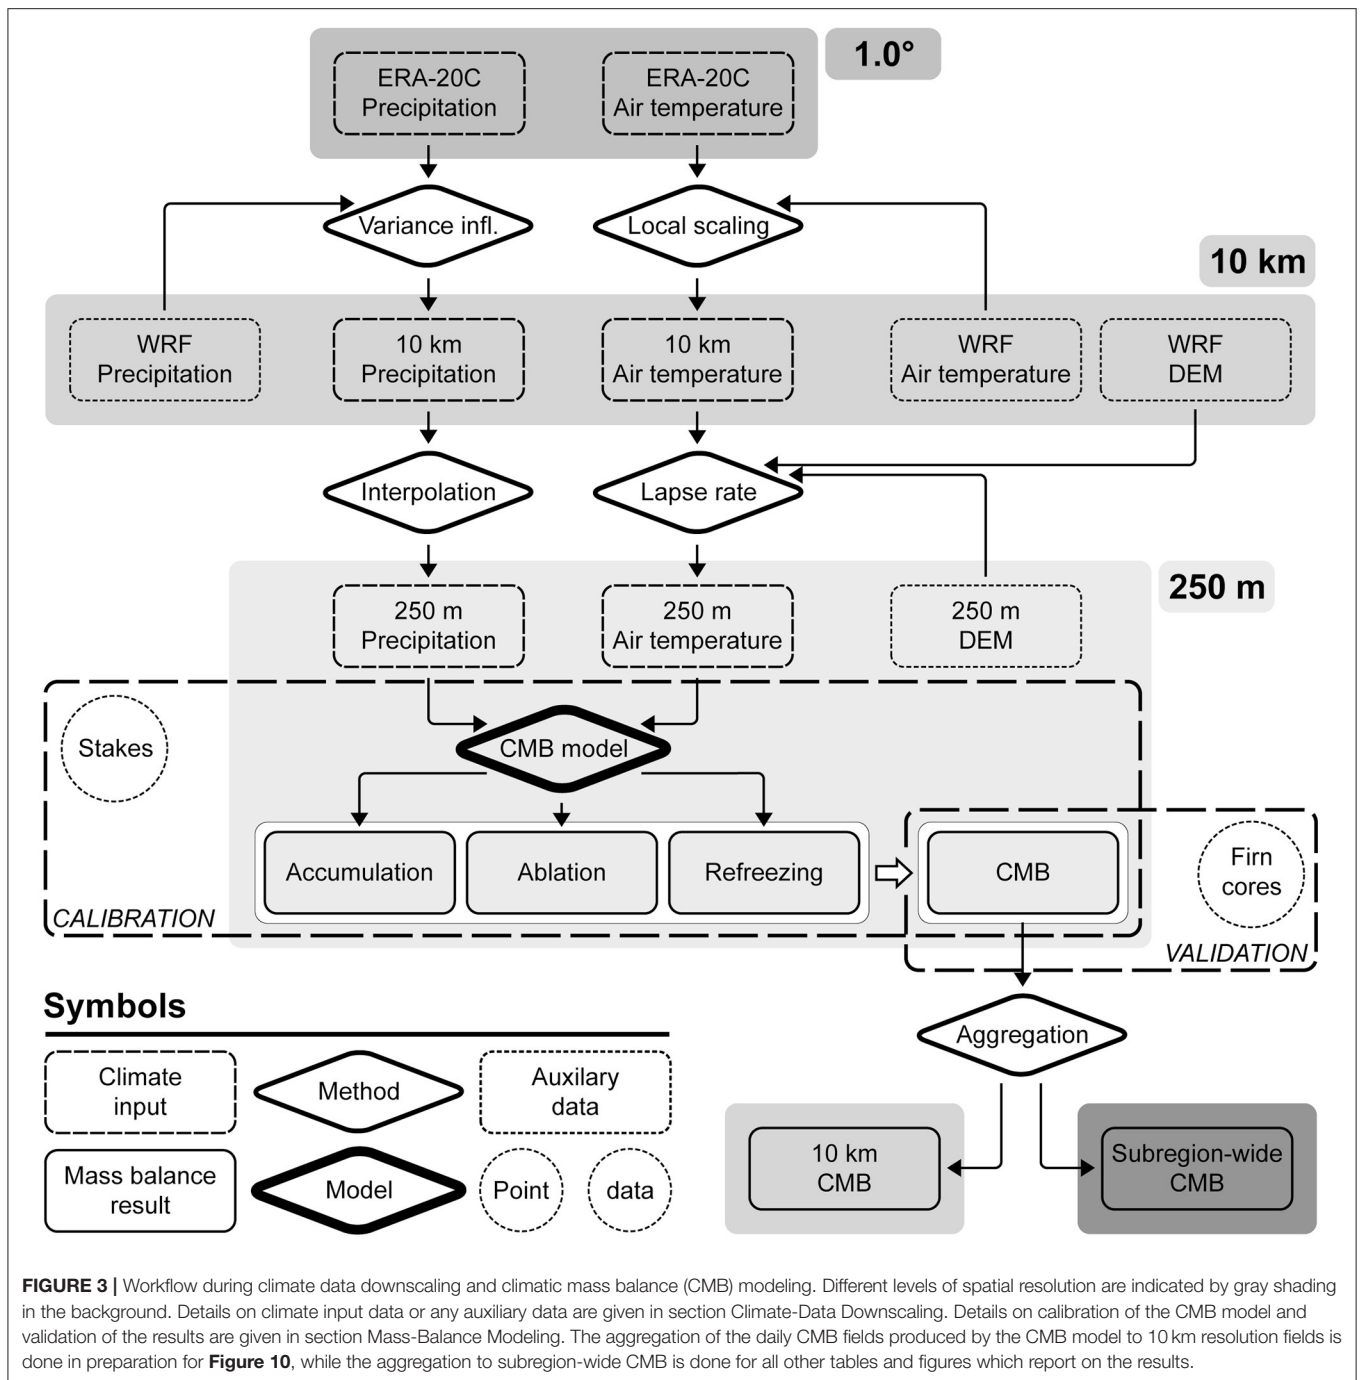 1.0°
ERA-20C
Precipitation
ERA-20C
Air temperature
Variance infl.
Local scaling
10 km
WRF
Precipitation
10 km
Precipitation
10 km
Air temperature
WRF
Air temperature
WRF
DEM
Interpolation
Lapse rate
250 m
250 m
Precipitation
250 m
Air temperature
250 m
DEM
Stakes
CMB model
Accumulation
Ablation
Refreezing
CMB
Firn
cores
CALIBRATION
VALIDATION
Aggregation
10 km
CMB
Subregion-wide
CMB
Symbols
Climate
input
Method
Auxilary
data
Mass balance
result
Model
Point
data
FIGURE 3 | Workflow during climate data downscaling and climatic mass balance (CMB) modeling. Different levels of spatial resolution are indicated by gray shading
in the background. Details on climate input data or any auxiliary data are given in section Climate-Data Downscaling. Details on calibration of the CMB model and
validation of the results are given in section Mass-Balance Modeling. The aggregation of the daily CMB fields produced by the CMB model to 10 km resolution fields is
done in preparation for Figure 10, while the aggregation to subregion-wide CMB is done for all other tables and figures which report on the results.